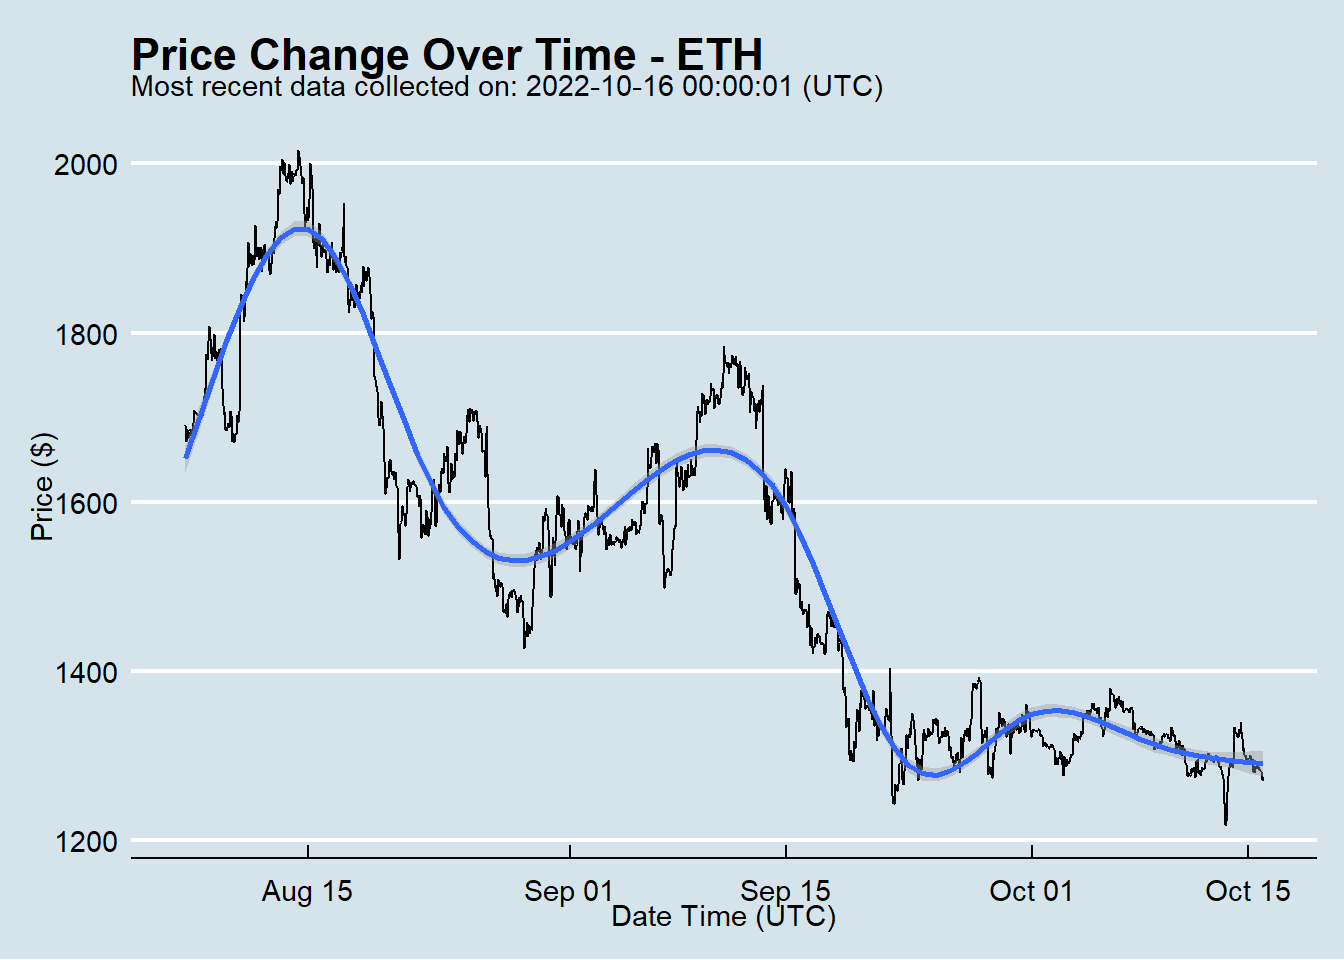 Price Change Over Time - ETH
Most recent data collected on: 2022-10-16 00:00:01 (UTC)
Price ($)
2000
1800
1600
1400
1200
Aug 15 Sep 01 Sep 15 Oct 01 Oct 15
Date Time (UTC)